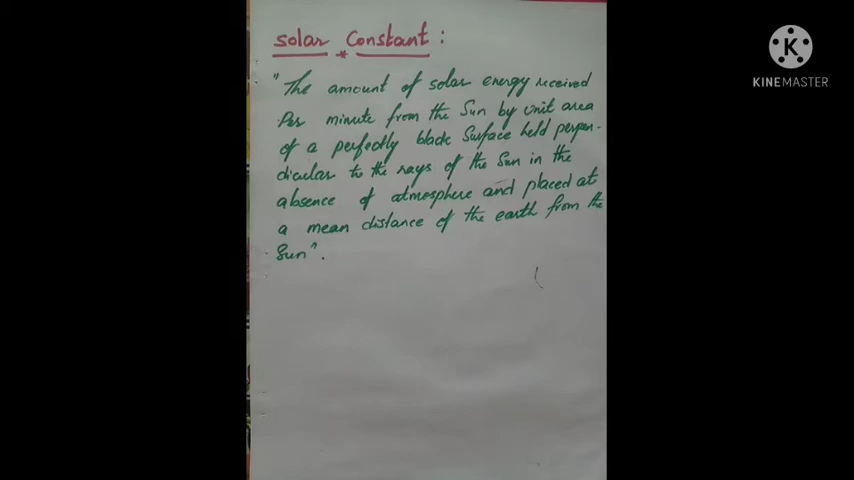 Solar Constant :
"The amount of solar energy received
Per minute from the Sun by unit area
of a perfectly black Surface held perpen-
dicular to the rays of the Sun in the
absence of atmosphere and placed at
a mean distance of the earth from the
Sun".
K
KINEMASTER